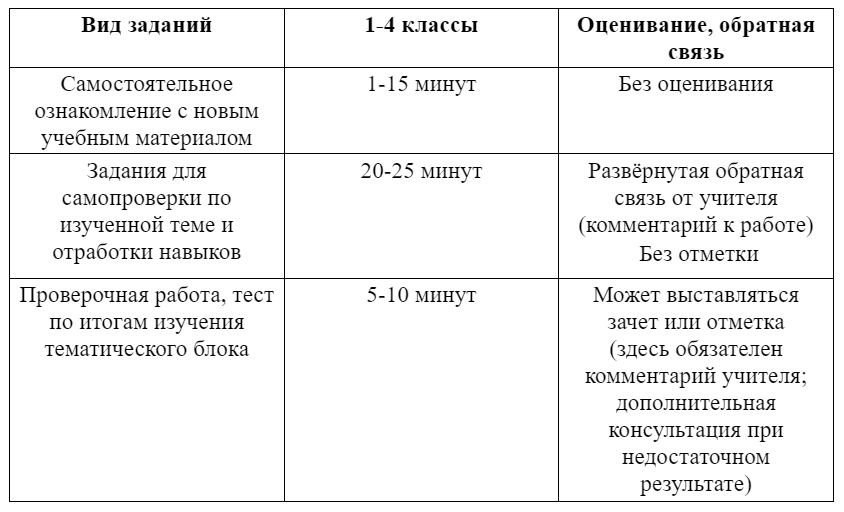 Вид заданий
1-4 классы
Оценивание, обратная
связь
Самостоятельное
ознакомление с новым
учебным материалом
1-15 минут
Без оценивания
Задания для
самопроверки по
изученной теме и
отработки навыков
20-25 минут
Развёрнутая обратная
связь от учителя
(комментарий к работе)
Без отметки
Проверочная работа, тест
по итогам изучения
тематического блока
5-10 минут
Может выставляться
зачет или отметка
(здесь обязателен
комментарий учителя;
дополнительная
консультация при
недостаточном
результате)